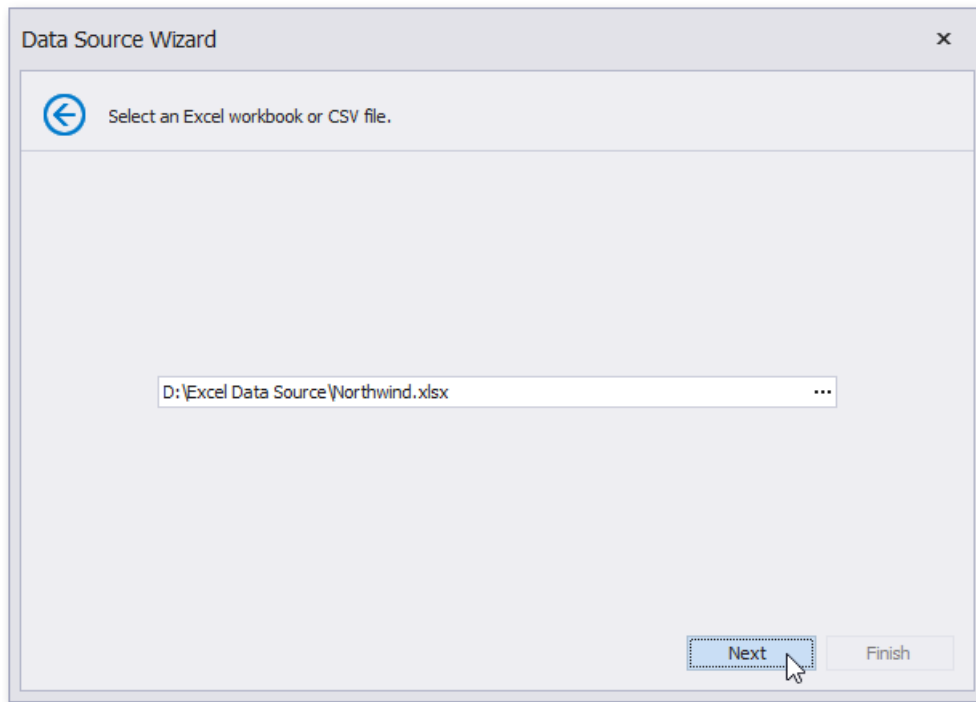 Data Source Wizard
Select an Excel workbook or CSV file.
D:\Excel Data Source\Northwind.xlsx
Next
Finish